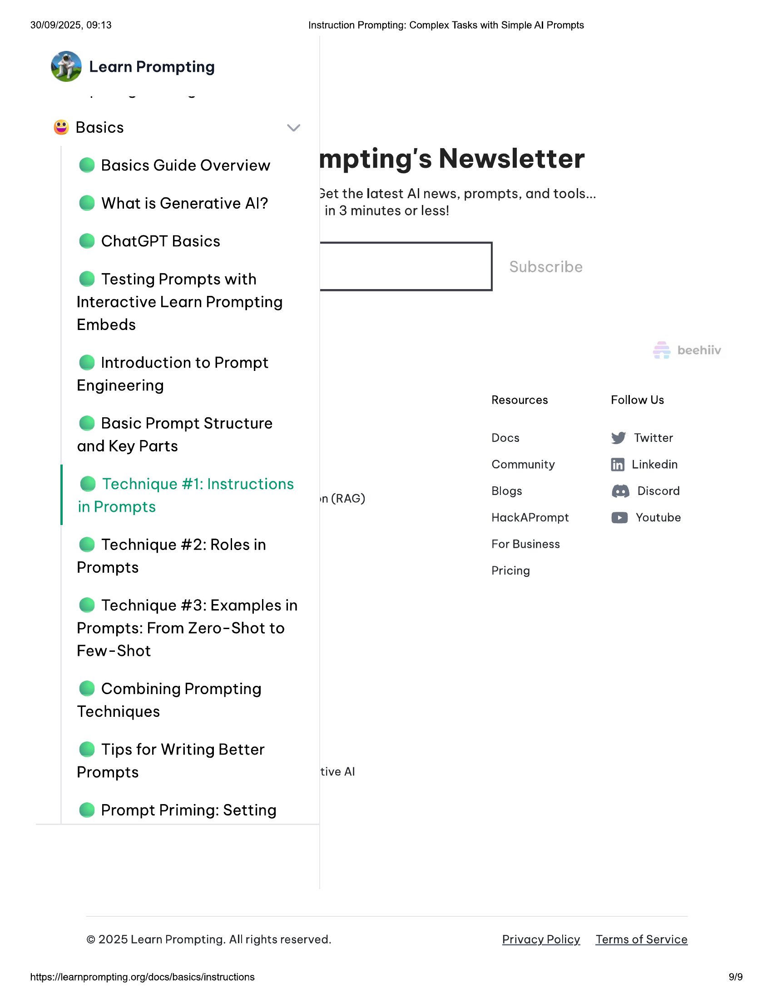 30/09/2025, 09:13
Instruction Prompting: Complex Tasks with Simple AI Prompts
Learn Prompting
Basics
Basics Guide Overview
What is Generative AI?
ChatGPT Basics
Testing Prompts with
Interactive Learn Prompting
Embeds
Introduction to Prompt
Engineering
Basic Prompt Structure
and Key Parts
Technique #1: Instructions
in Prompts
Technique #2: Roles in
Prompts
Technique #3: Examples in
Prompts: From Zero-Shot to
Few-Shot
Combining Prompting
Techniques
Tips for Writing Better
Prompts
Prompt Priming: Setting
mpting's Newsletter
Get the latest AI news, prompts, and tools...
in 3 minutes or less!
Subscribe
beehiiv
(RAG)
tive AI
Resources
Docs
Community
Blogs
HackAPrompt
For Business
Pricing
Follow Us
Twitter
Linkedin
Discord
Youtube
© 2025 Learn Prompting. All rights reserved.
Privacy Policy
Terms of Service
https://learnprompting.org/docs/basics/instructions
9/9